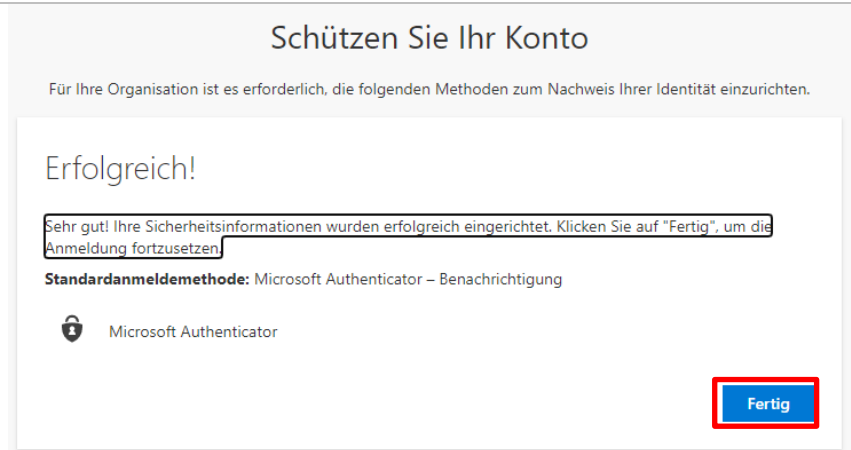 Schützen Sie Ihr Konto
Für Ihre Organisation ist es erforderlich, die folgenden Methoden zum Nachweis Ihrer Identität einzurichten.
Erfolgreich!
Sehr gut! Ihre Sicherheitsinformationen wurden erfolgreich eingerichtet. Klicken Sie auf "Fertig", um die
Anmeldung fortzusetzen.
Standardanmeldemethode: Microsoft Authenticator – Benachrichtigung
Microsoft Authenticator
Fertig